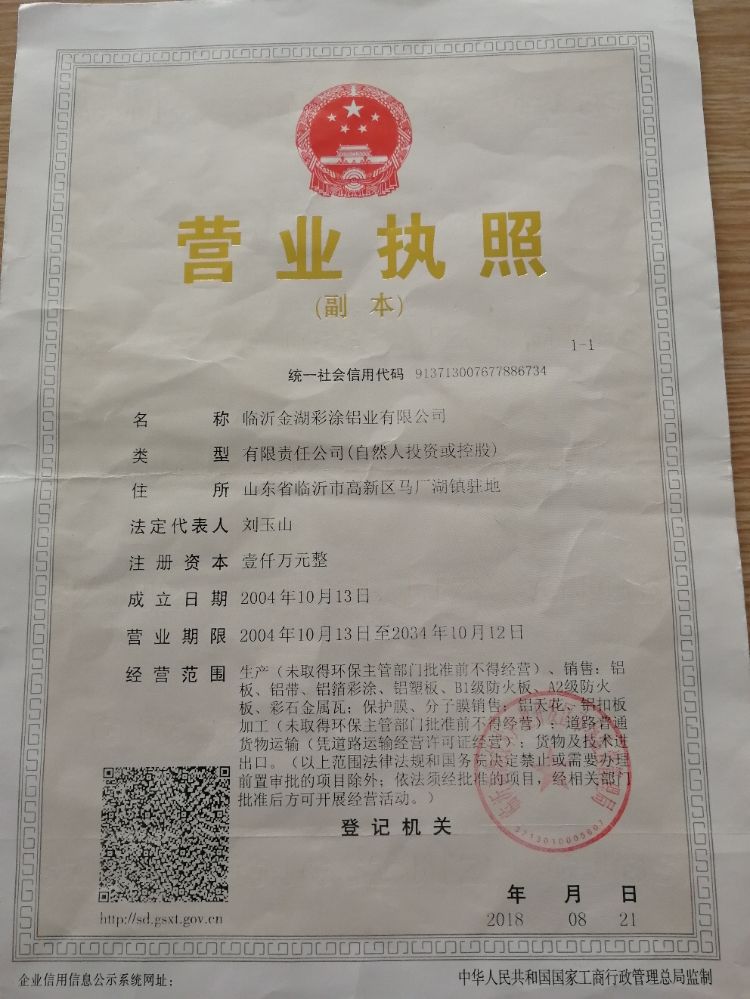 营业执照
(副本)
1-1
统一社会信用代码 913713007677886734
名称 临沂金湖彩涂铝业有限公司
类型 有限责任公司(自然人投资或控股)
住所 山东省临沂市高新区马厂湖镇驻地
法定代表人 刘玉山
注册资本 壹仟万元整
成立日期 2004年10月13日
营业期限 2004年10月13日至2034年10月12日
经营范围 生产（未取得环保主管部门批准前不得经营）、销售：铝
板、铝带、铝箔彩涂、铝塑板、B1级防火板、A2级防火
板、彩石金属瓦；保护膜、分子膜销售；铝天花、铝扣板
加工（未取得环保主管部门批准前不得经营）；道路普通
货物运输（凭道路运输经营许可证经营）；货物及技术进
出口。（以上范围法律法规和国务院决定禁止或需要办理
前置审批的项目除外；依法须经批准的项目，经相关部门
批准后方可开展经营活动。）
登记机关
3713010005607
年 月 日
2018 08 21
http://sd.gsxt.gov.cn
企业信用信息公示系统网址：
中华人民共和国国家工商行政管理总局监制